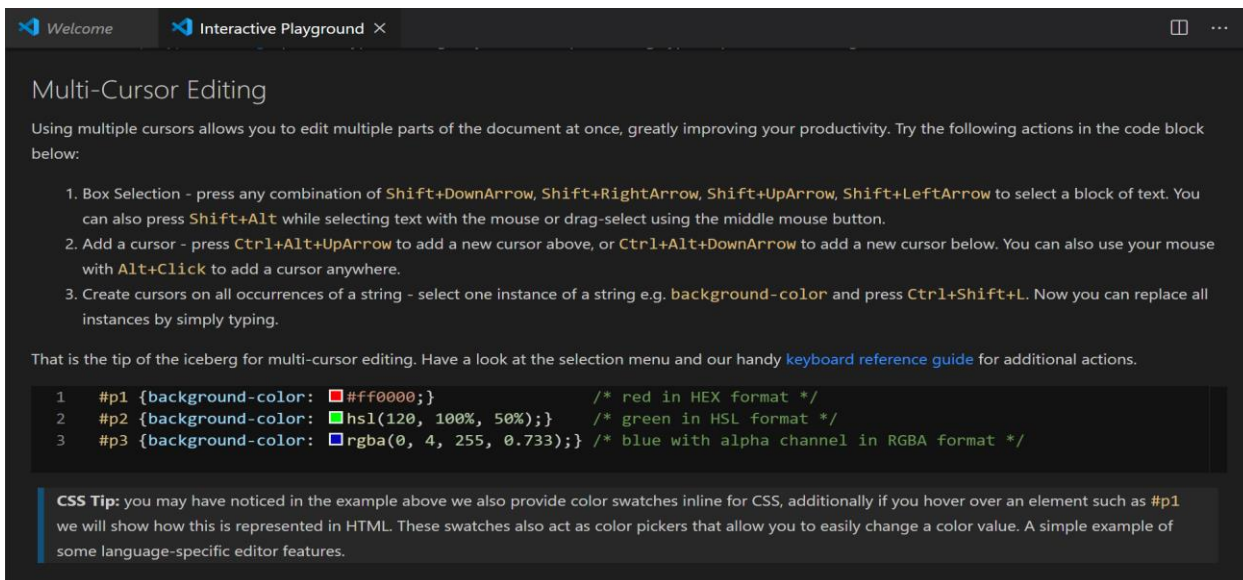 Welcome
Interactive Playground
Multi-Cursor Editing
Using multiple cursors allows you to edit multiple parts of the document at once, greatly improving your productivity. Try the following actions in the code block
below:
1. Box Selection - press any combination of Shift+DownArrow, Shift+RightArrow, Shift+UpArrow, Shift+LeftArrow to select a block of text. You
can also press Shift+Alt while selecting text with the mouse or drag-select using the middle mouse button.
2. Add a cursor - press Ctrl+Alt+UpArrow to add a new cursor above, or Ctrl+Alt+DownArrow to add a new cursor below. You can also use your mouse
with Alt+Click to add a cursor anywhere.
3. Create cursors on all occurrences of a string - select one instance of a string e.g. background-color and press Ctrl+Shift+L. Now you can replace all
instances by simply typing.
That is the tip of the iceberg for multi-cursor editing. Have a look at the selection menu and our handy keyboard reference guide for additional actions.
1 #p1 {background-color: #ff0000;} /* red in HEX format */
2 #p2 {background-color: hsl(120, 100%, 50%);} /* green in HSL format */
3 #p3 {background-color: rgba(0, 4, 255, 0.733);} /* blue with alpha channel in RGBA format */
CSS Tip: you may have noticed in the example above we also provide color swatches inline for CSS, additionally if you hover over an element such as #p1
we will show how this is represented in HTML. These swatches also act as color pickers that allow you to easily change a color value. A simple example of
some language-specific editor features.